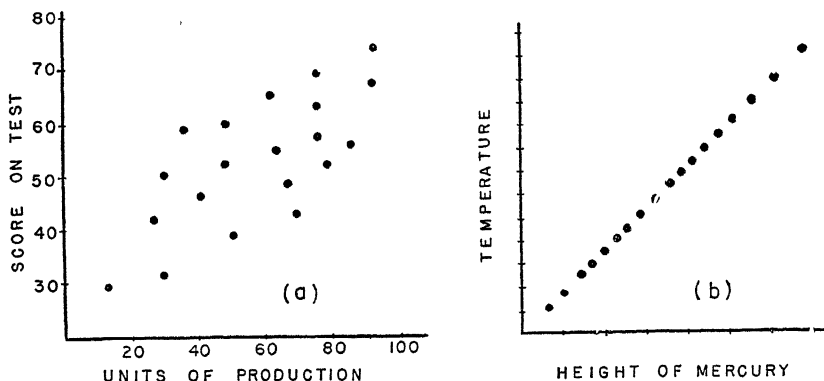 80
70
60
50
40
30
SCORE ON TEST
(a)
20 40 60 80 100
UNITS OF PRODUCTION
TEMPERATURE
(b)
HEIGHT OF MERCURY